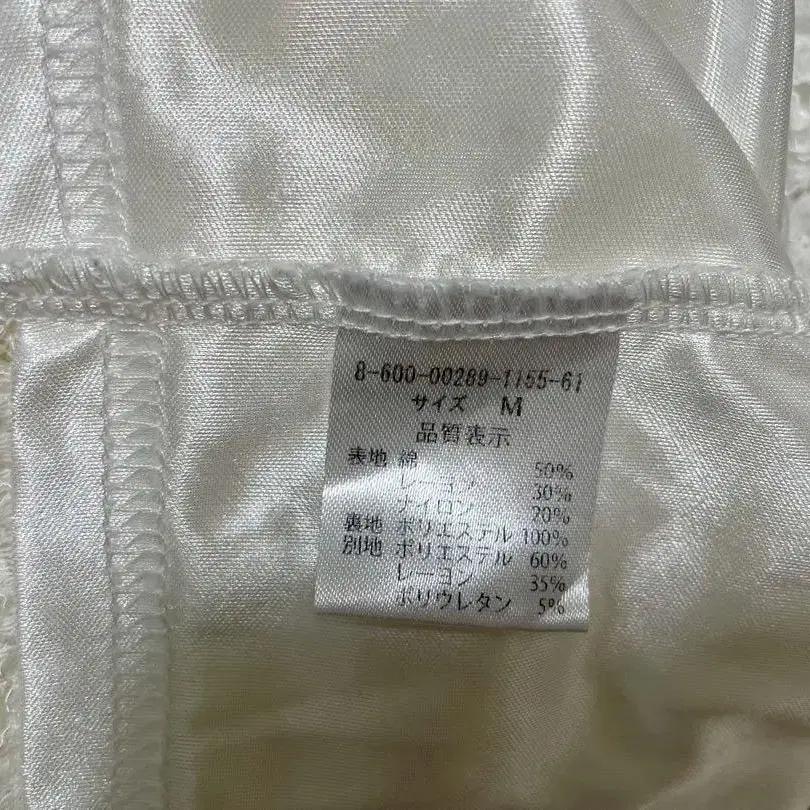 8-600-00289-1155-61
サイズ M
品質表示
表地 綿 50%
レーヨン 30%
ナイロン 20%
裏地 ポリエステル 100%
別地 ポリエステル 60%
レーヨン 35%
ポリウレタン 5%